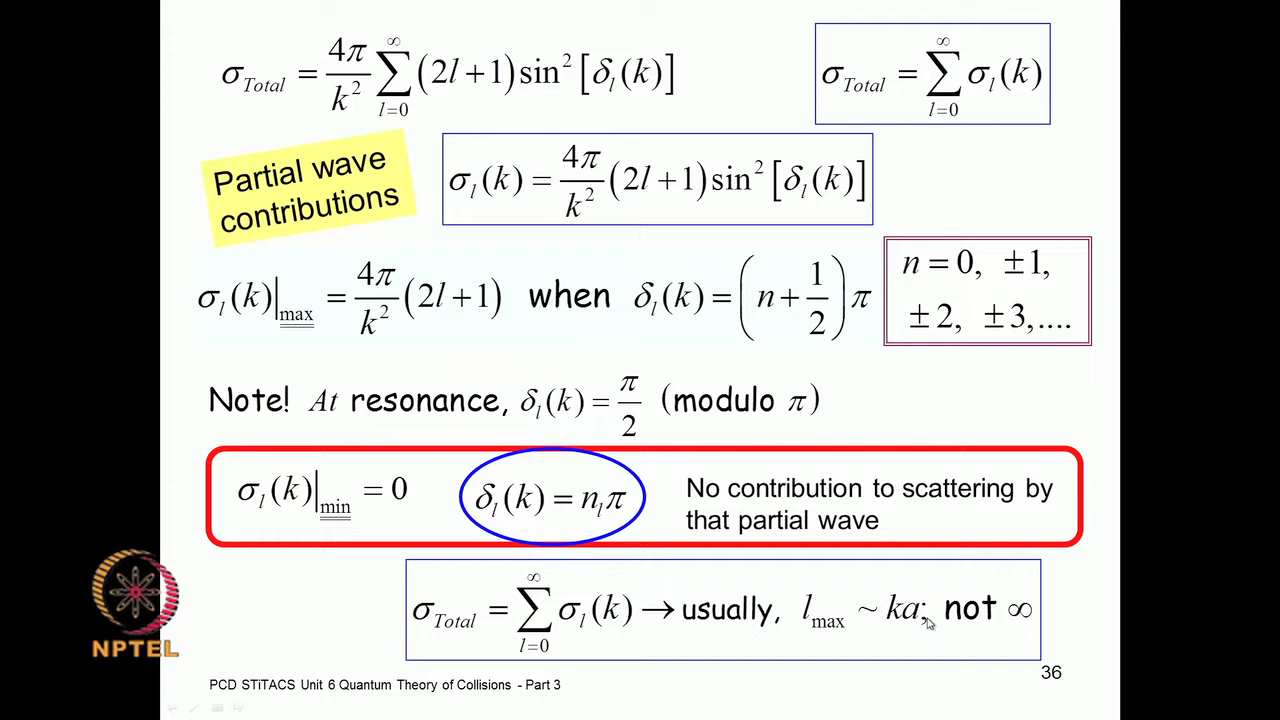 σ_Total = 4π/k² ∑_{l=0}^{∞} (2l+1) sin² [δ_l(k)]
σ_Total = ∑_{l=0}^{∞} σ_l(k)
Partial wave
contributions
σ_l(k) = 4π/k² (2l+1) sin² [δ_l(k)]
σ_l(k)|_max = 4π/k² (2l+1) when δ_l(k) = (n + 1/2) π
n = 0, ±1,
±2, ±3,....
Note! At resonance, δ_l(k) = π/2 (modulo π)
σ_l(k)|_min = 0
δ_l(k) = n_l π
No contribution to scattering by
that partial wave
σ_Total = ∑_{l=0}^{∞} σ_l(k) → usually, l_max ~ ka; not ∞
NPTEL
36
PCD STiTACS Unit 6 Quantum Theory of Collisions - Part 3